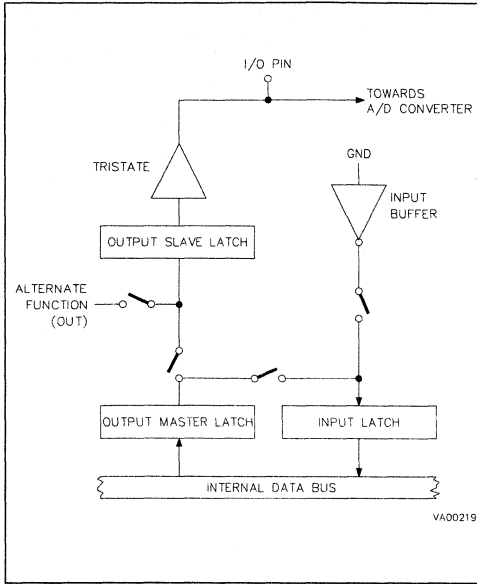 I/O PIN
TOWARDS
A/D CONVERTER
TRISTATE
GND
INPUT
BUFFER
OUTPUT SLAVE LATCH
ALTERNATE
FUNCTION
(OUT)
OUTPUT MASTER LATCH
INPUT LATCH
INTERNAL DATA BUS
VA00219